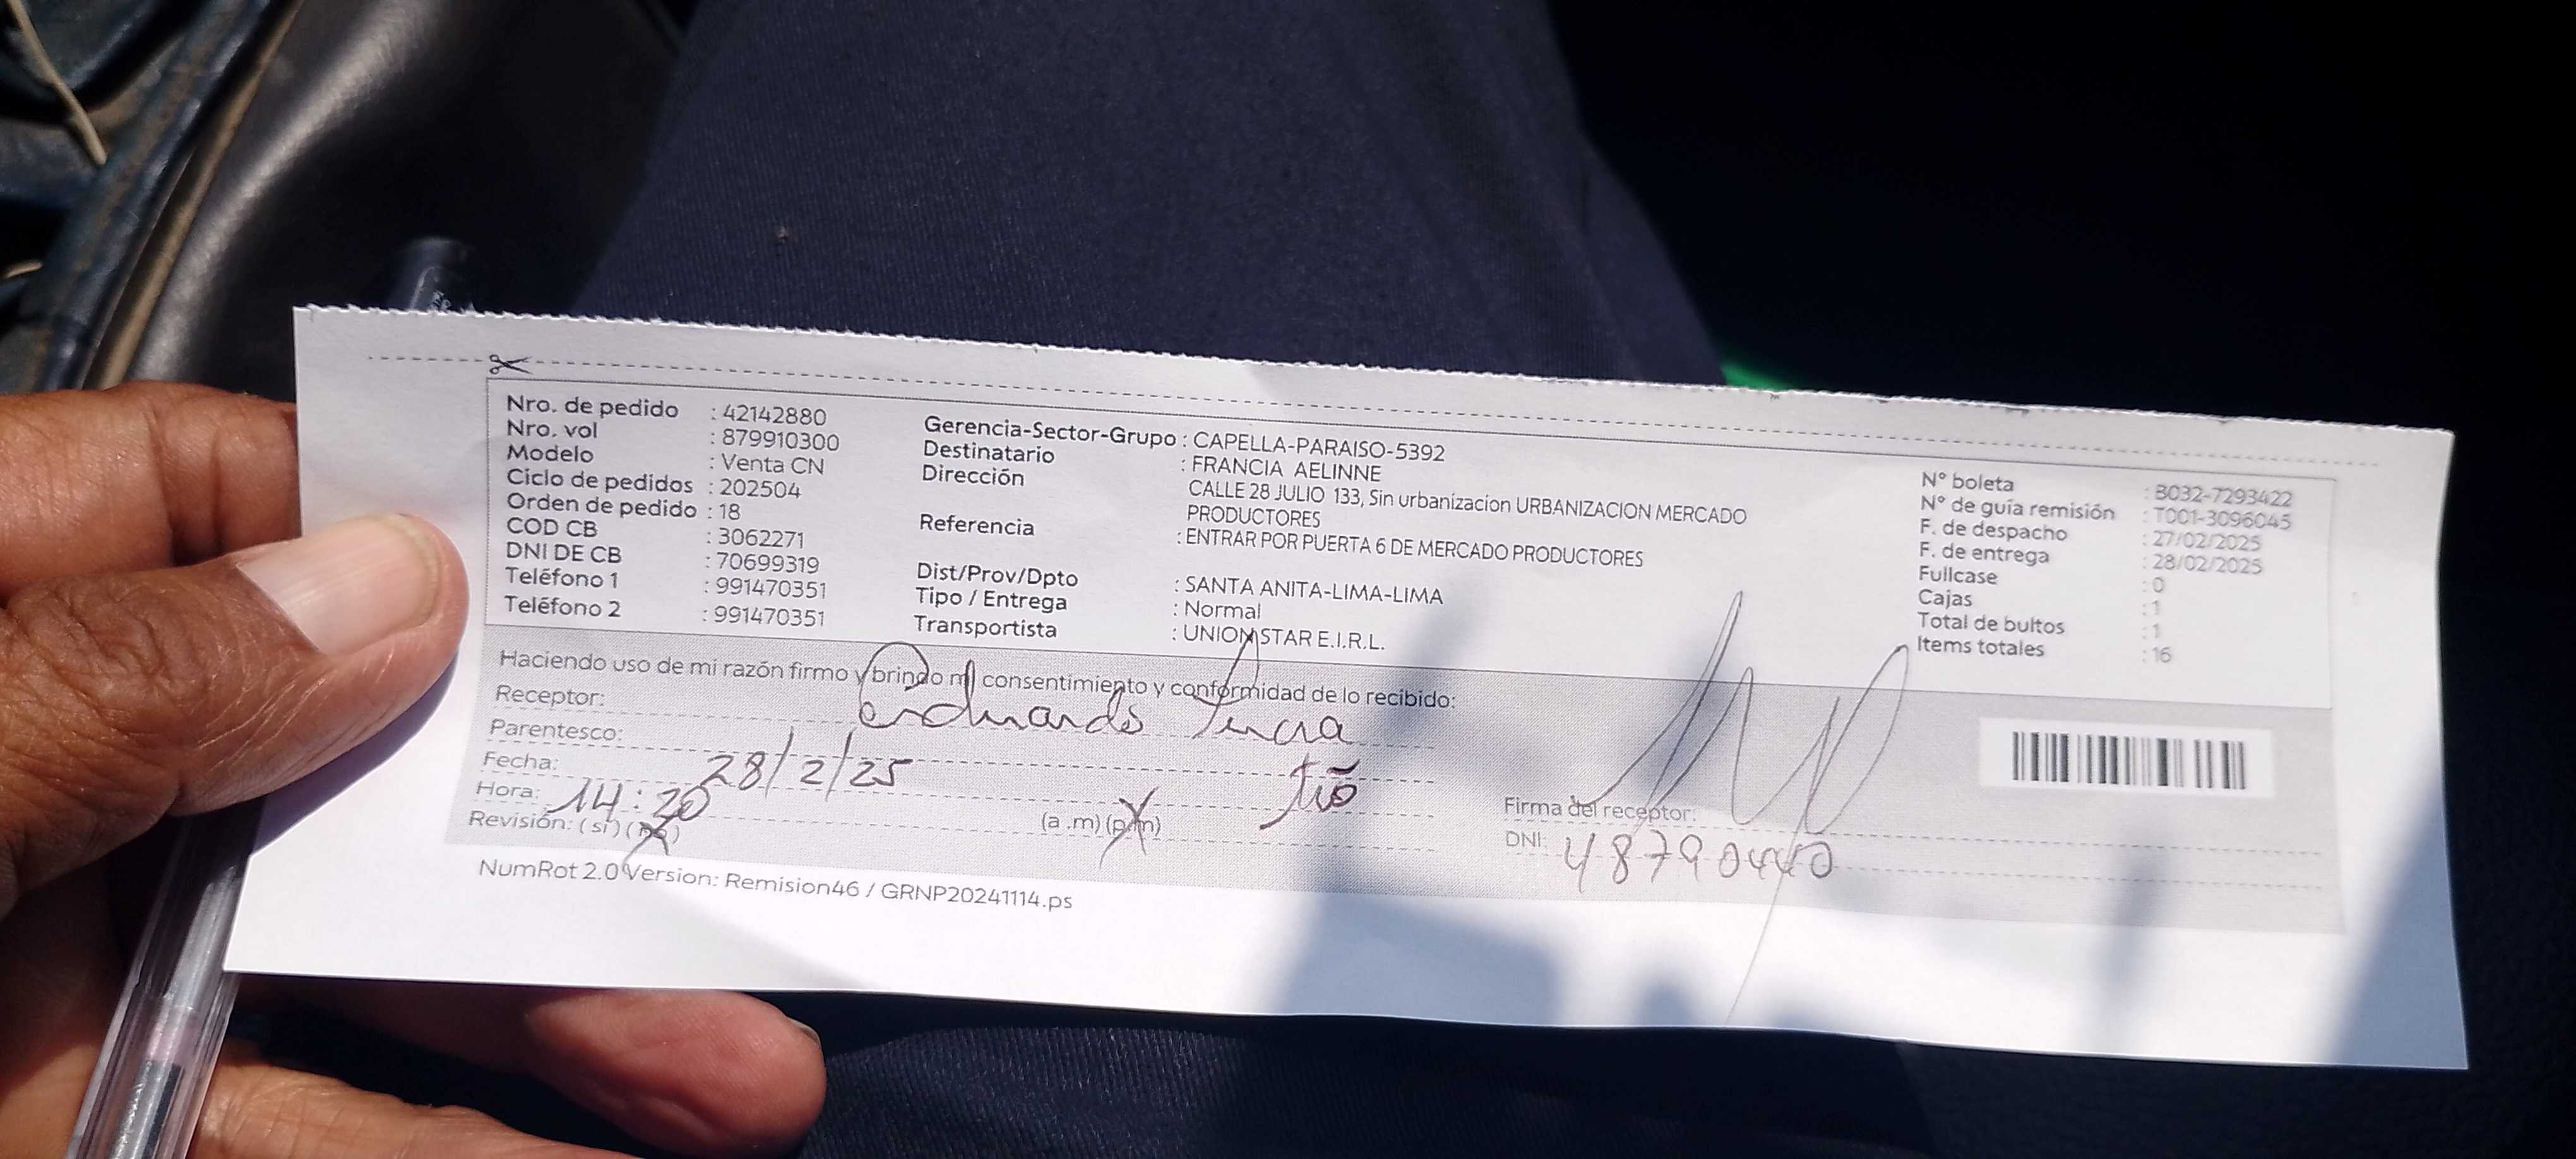 Nro. de pedido : 42142880
Nro. vol : 879910300
Modelo : Venta CN
Ciclo de pedidos : 202504
Orden de pedido : 18
COD CB : 3062271
DNI DE CB : 70699319
Teléfono 1 : 991470351
Teléfono 2 : 991470351
Gerencia-Sector-Grupo : CAPELLA-PARAISO-5392
Destinatario : FRANCIA AELINNE
Dirección CALLE 28 JULIO 133, Sin urbanizacion URBANIZACION MERCADO
PRODUCTORES
Referencia : ENTRAR POR PUERTA 6 DE MERCADO PRODUCTORES
Dist/Prov/Dpto : SANTA ANITA-LIMA-LIMA
Tipo / Entrega : Normal
Transportista : UNION STAR E.I.R.L.
N° boleta : B032-7293422
N° de guía remisión : T001-3096045
F. de despacho : 27/02/2025
F. de entrega : 28/02/2025
Fullcase : 0
Cajas : 1
Total de bultos : 1
Items totales : 16
Haciendo uso de mi razón firmo y brindo mi consentimiento y conformidad de lo recibido:
Receptor: Eduardo
Parentesco: tio
Fecha: 28/2/25
Hora: 14:20 (a .m) (p.m)
Revisión: (si) (no)
Firma del receptor:
DNI: 48790440
NumRot 2.0 Version: Remision46 / GRNP20241114.ps